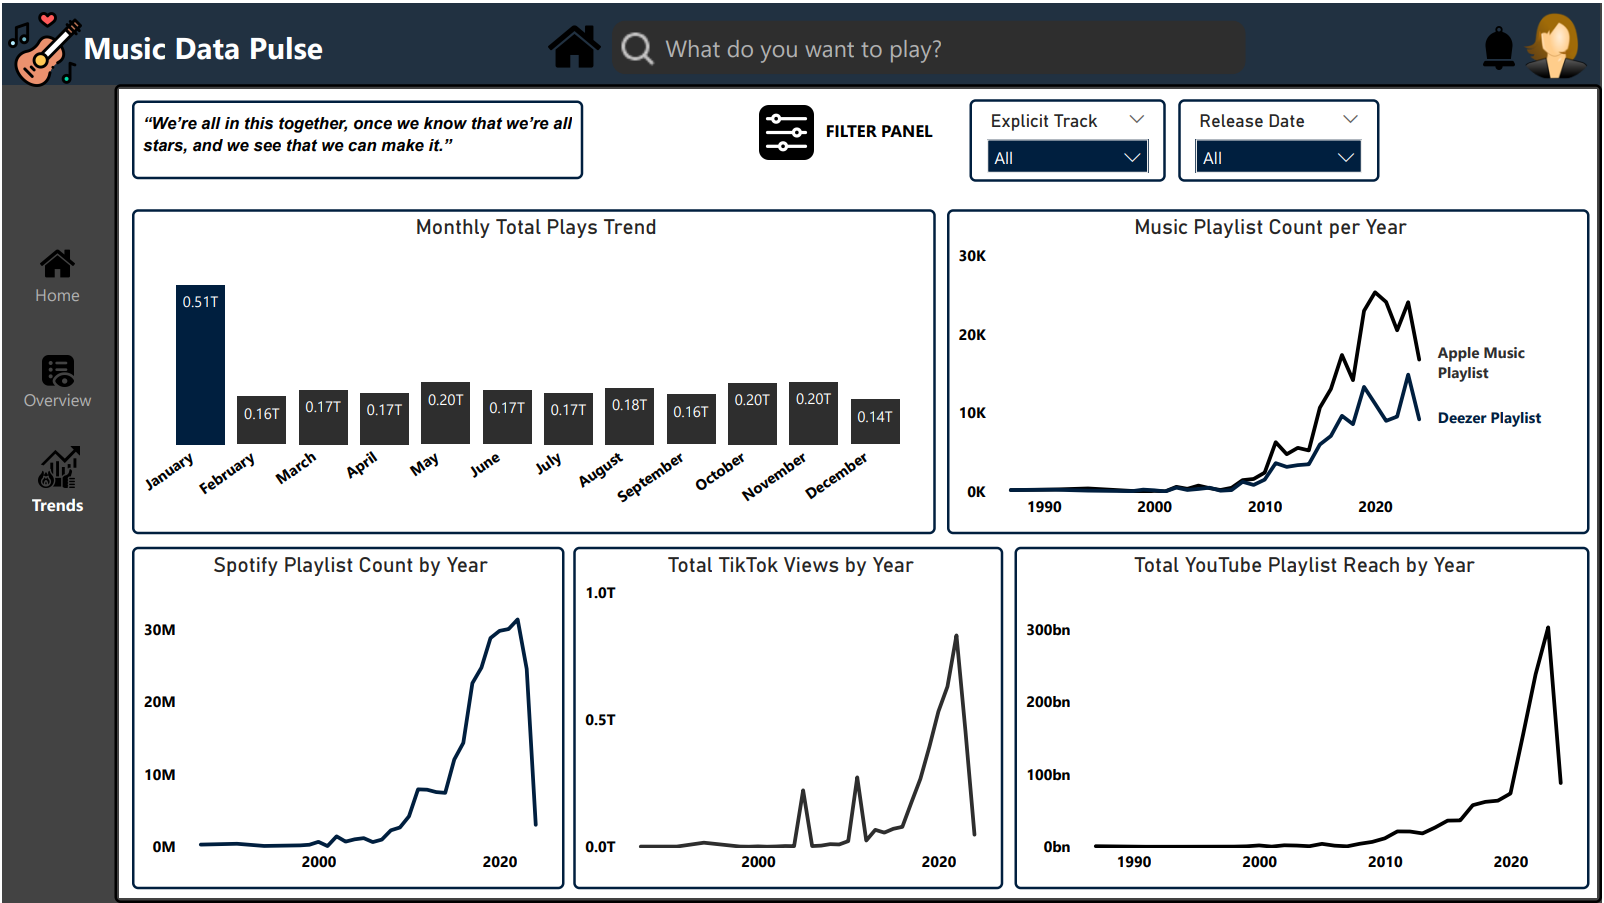 Music Data Pulse
What do you want to play?
“We’re all in this together, once we know that we’re all
stars, and we see that we can make it.”
FILTER PANEL
Explicit Track
All
Release Date
All
Home
Overview
Trends
Monthly Total Plays Trend
0.51T
0.16T
0.17T
0.17T
0.20T
0.17T
0.17T
0.18T
0.16T
0.20T
0.20T
0.14T
January
February
March
April
May
June
July
August
September
October
November
December
Music Playlist Count per Year
30K
20K
10K
0K
1990
2000
2010
2020
Apple Music
Playlist
Deezer Playlist
Spotify Playlist Count by Year
30M
20M
10M
0M
2000
2020
Total TikTok Views by Year
1.0T
0.5T
0.0T
2000
2020
Total YouTube Playlist Reach by Year
300bn
200bn
100bn
0bn
1990
2000
2010
2020